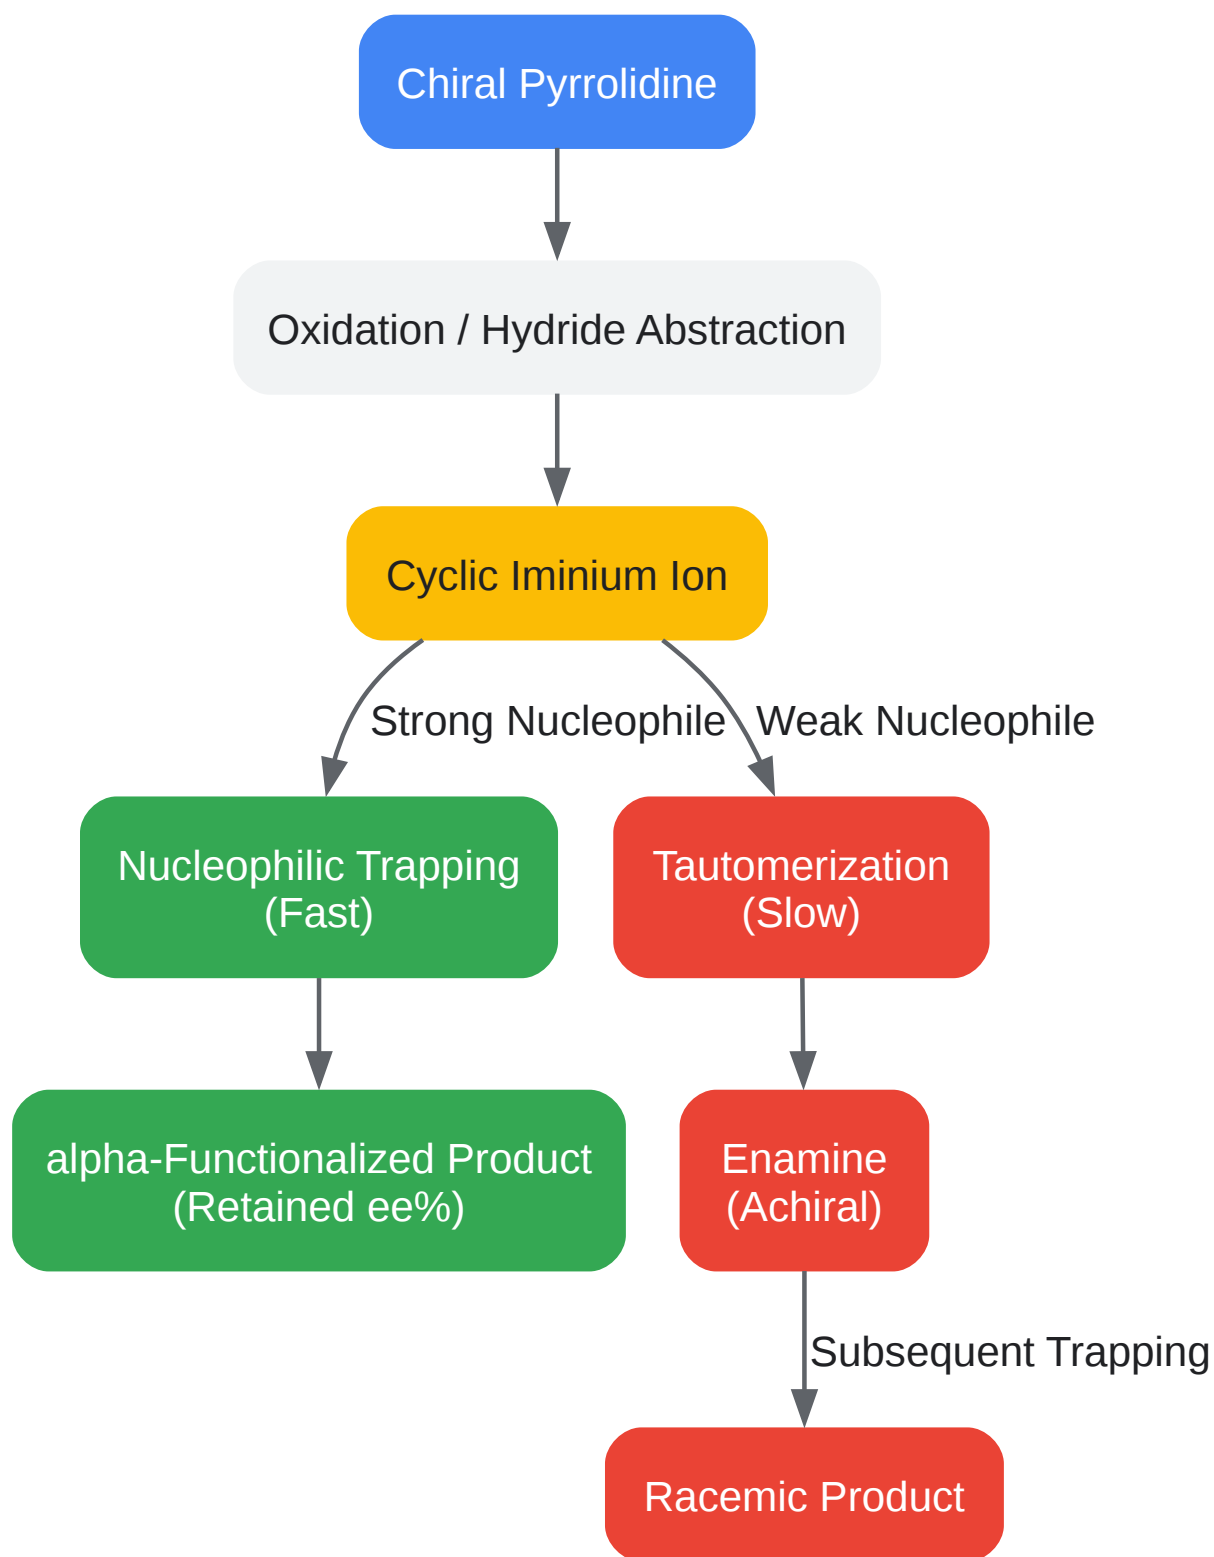 Chiral Pyrrolidine
Oxidation / Hydride Abstraction
Cyclic Iminium Ion
Strong Nucleophile
Weak Nucleophile
Nucleophilic Trapping
(Fast)
Tautomerization
(Slow)
alpha-Functionalized Product
(Retained ee%)
Enamine
(Achiral)
Subsequent Trapping
Racemic Product